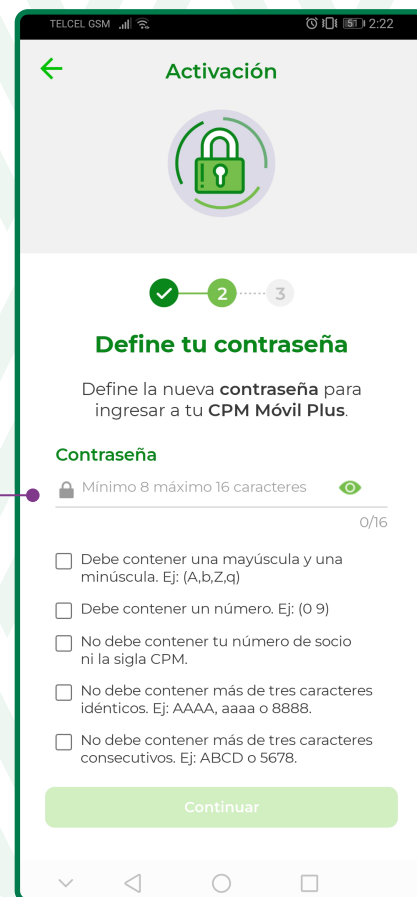 TELCEL GSM 51 2:22
Activación
2 3
Define tu contraseña
Define la nueva contraseña para
ingresar a tu CPM Móvil Plus.
Contraseña
Mínimo 8 máximo 16 caracteres
0/16
Debe contener una mayúscula y una
minúscula. Ej: (A,b,Z,q)
Debe contener un número. Ej: (0 9)
No debe contener tu número de socio
ni la sigla CPM.
No debe contener más de tres caracteres
idénticos. Ej: AAAA, aaaa o 8888.
No debe contener más de tres caracteres
consecutivos. Ej: ABCD o 5678.
Continuar